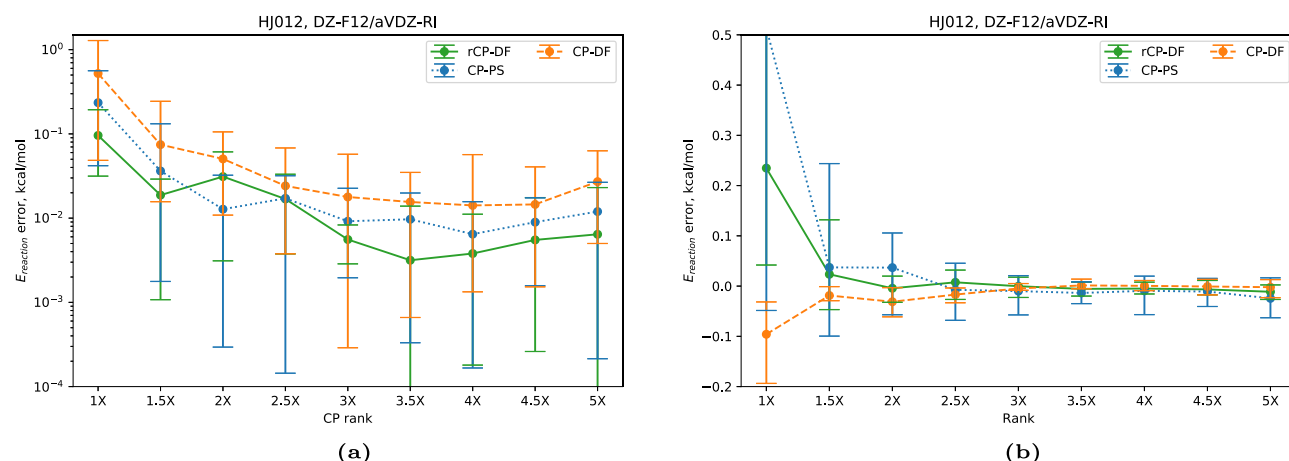 HJ012, DZ-F12/aVDZ-RI
rCP-DF
CP-PS
CP-DF
E_reaction error, kcal/mol
10⁰
10⁻¹
10⁻²
10⁻³
10⁻⁴
1X 1.5X 2X 2.5X 3X 3.5X 4X 4.5X 5X
CP rank
(a)
HJ012, DZ-F12/aVDZ-RI
rCP-DF
CP-PS
CP-DF
E_reaction error, kcal/mol
0.5
0.4
0.3
0.2
0.1
0.0
−0.1
−0.2
1X 1.5X 2X 2.5X 3X 3.5X 4X 4.5X 5X
Rank
(b)